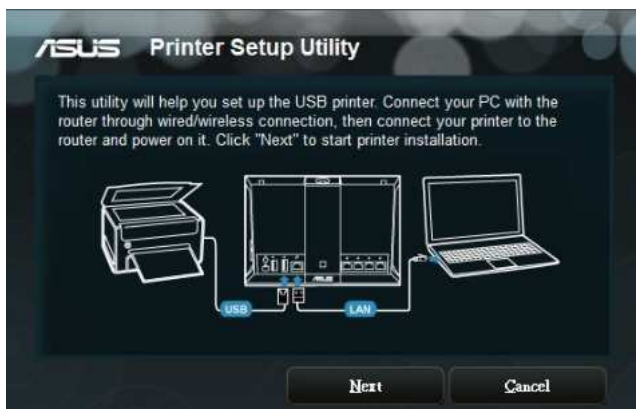 ASUS Printer Setup Utility
This utility will help you set up the USB printer. Connect your PC with the
router through wired/wireless connection, then connect your printer to the
router and power on it. Click "Next" to start printer installation.
ASUS
USB
LAN
Next
Cancel